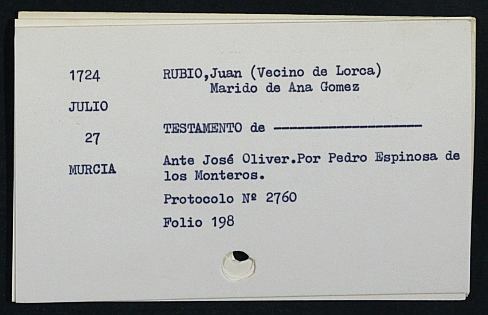 1724
JULIO
27
MURCIA
RUBIO,Juan (Vecino de Lorca)
Marido de Ana Gomez
TESTAMENTO de --------------------
Ante José Oliver.Por Pedro Espinosa de
los Monteros.
Protocolo Nº 2760
Folio 198